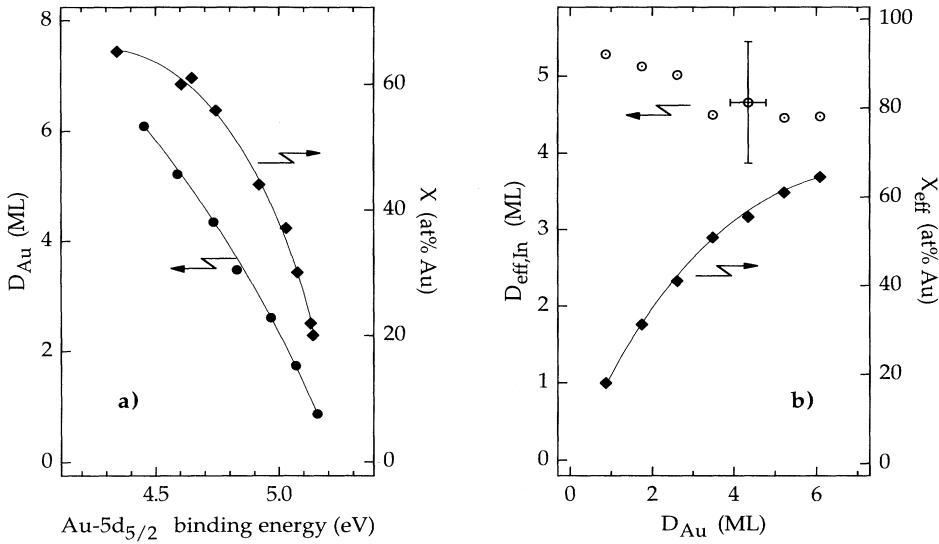 8
6
4
2
0
D_Au (ML)
60
40
20
0
X (at% Au)
a)
4.5 5.0
Au-5d_5/2 binding energy (eV)
5
4
3
2
1
0
D_eff,In (ML)
100
80
60
40
20
0
X_eff (at% Au)
b)
0 2 4 6
D_Au (ML)